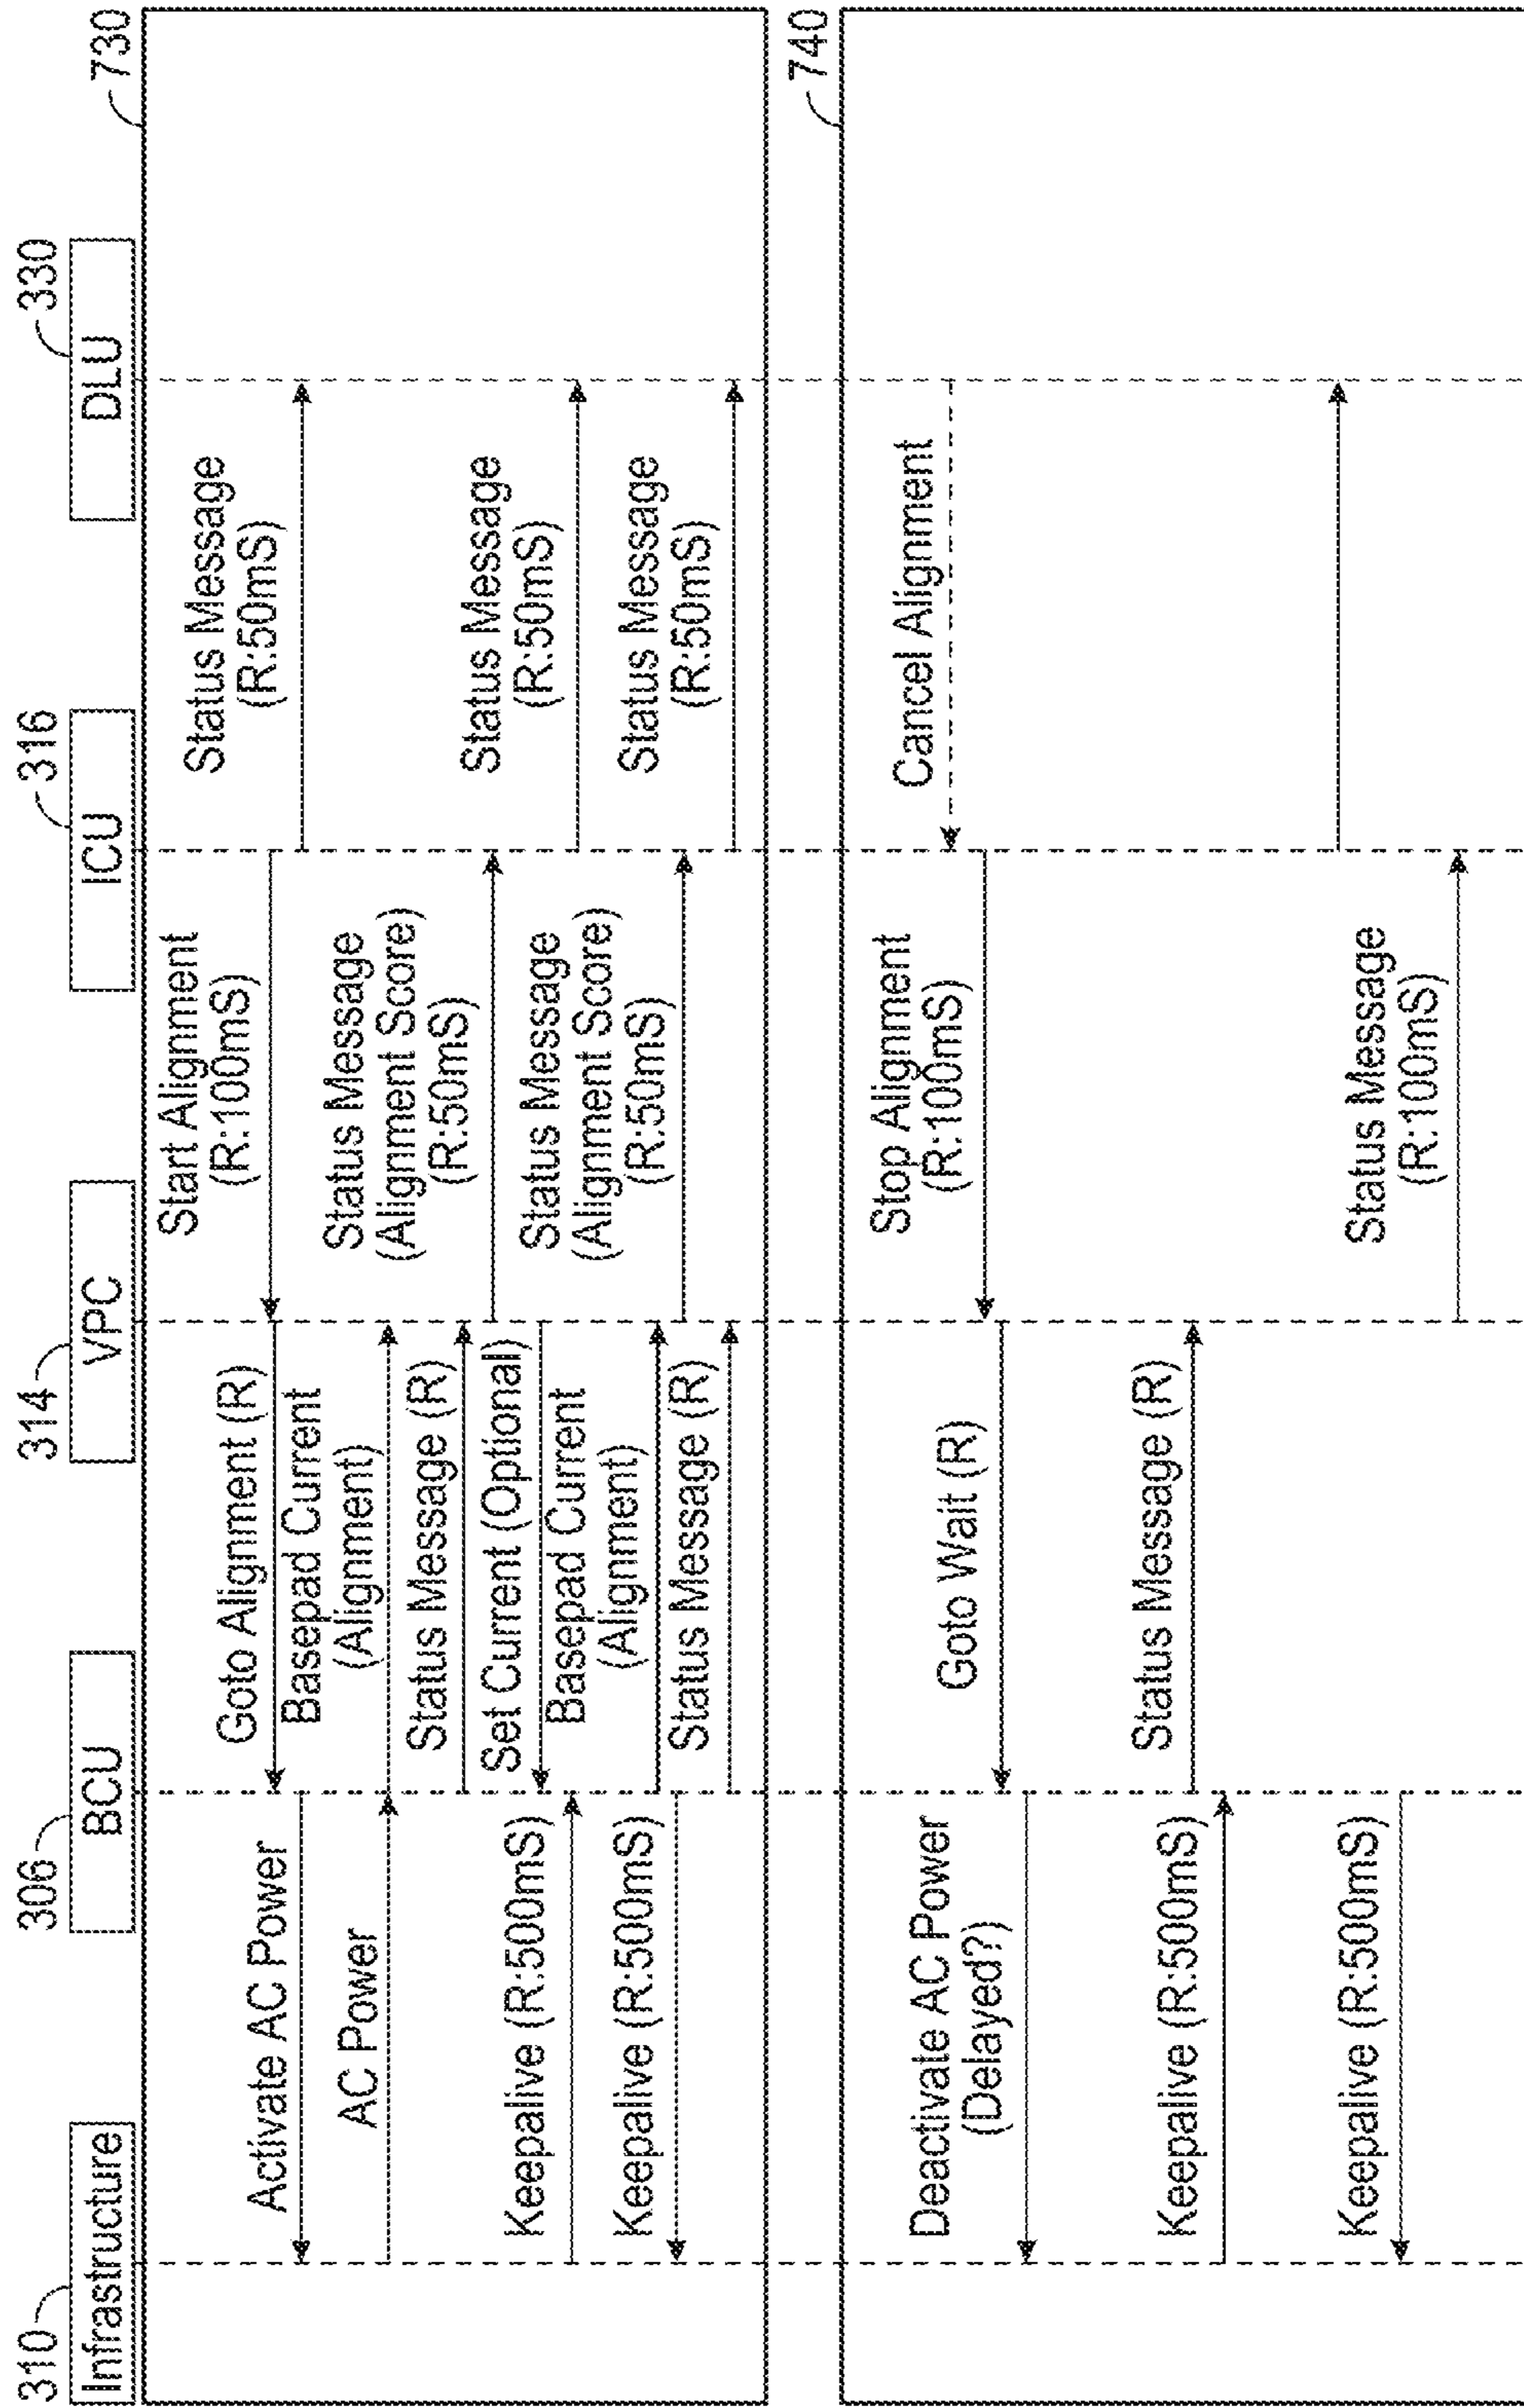 310
Infrastructure
306
BCU
314
VPC
316
ICU
330
DLU
730
Activate AC Power
AC Power
Keepalive (R:500mS)
Keepalive (R:500mS)
Goto Alignment (R)
Basepad Current
(Alignment)
Status Message (R)
Set Current (Optional)
Basepad Current
(Alignment)
Status Message (R)
Start Alignment
(R:100mS)
Status Message
(Alignment Score)
(R:50mS)
Status Message
(Alignment Score)
(R:50mS)
Status Message
(R:50mS)
Status Message
(R:50mS)
Status Message
(R:50mS)
740
Deactivate AC Power
(Delayed?)
Keepalive (R:500mS)
Keepalive (R:500mS)
Goto Wait (R)
Status Message (R)
Stop Alignment
(R:100mS)
Status Message
(R:100mS)
Cancel Alignment